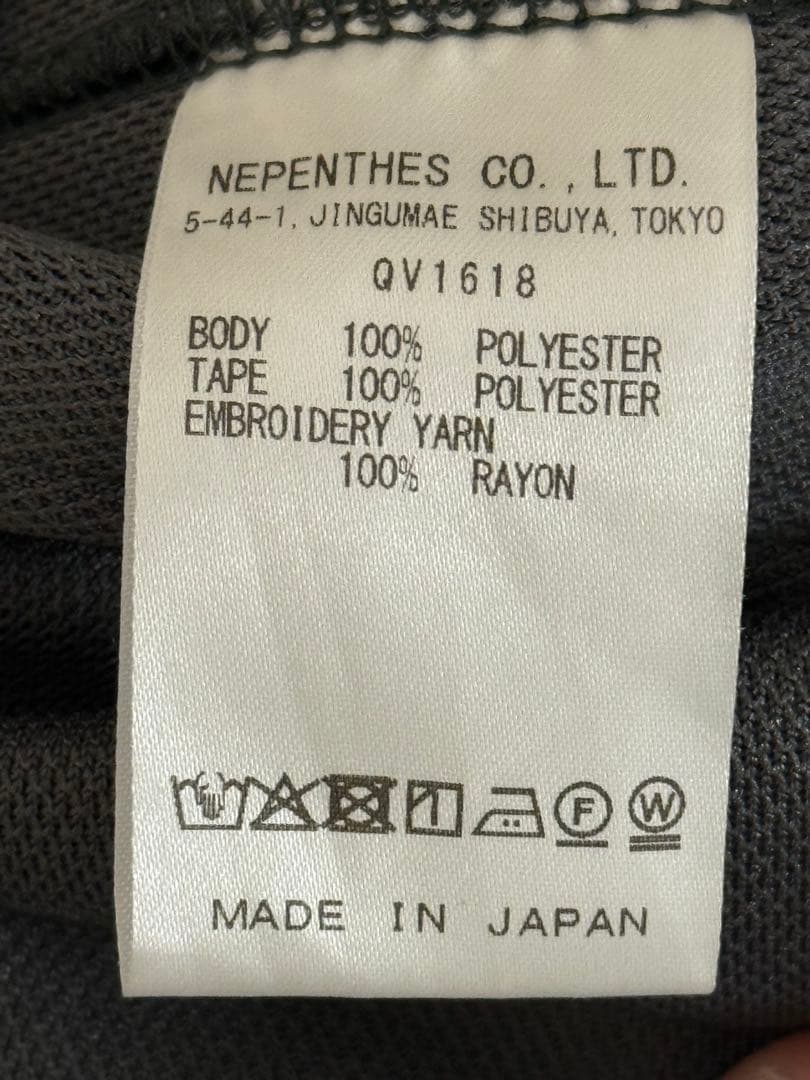 NEPENTHES CO., LTD.
5-44-1, JINGUMAE SHIBUYA, TOKYO
QV1618
BODY 100% POLYESTER
TAPE 100% POLYESTER
EMBROIDERY YARN
100% RAYON
F W
MADE IN JAPAN